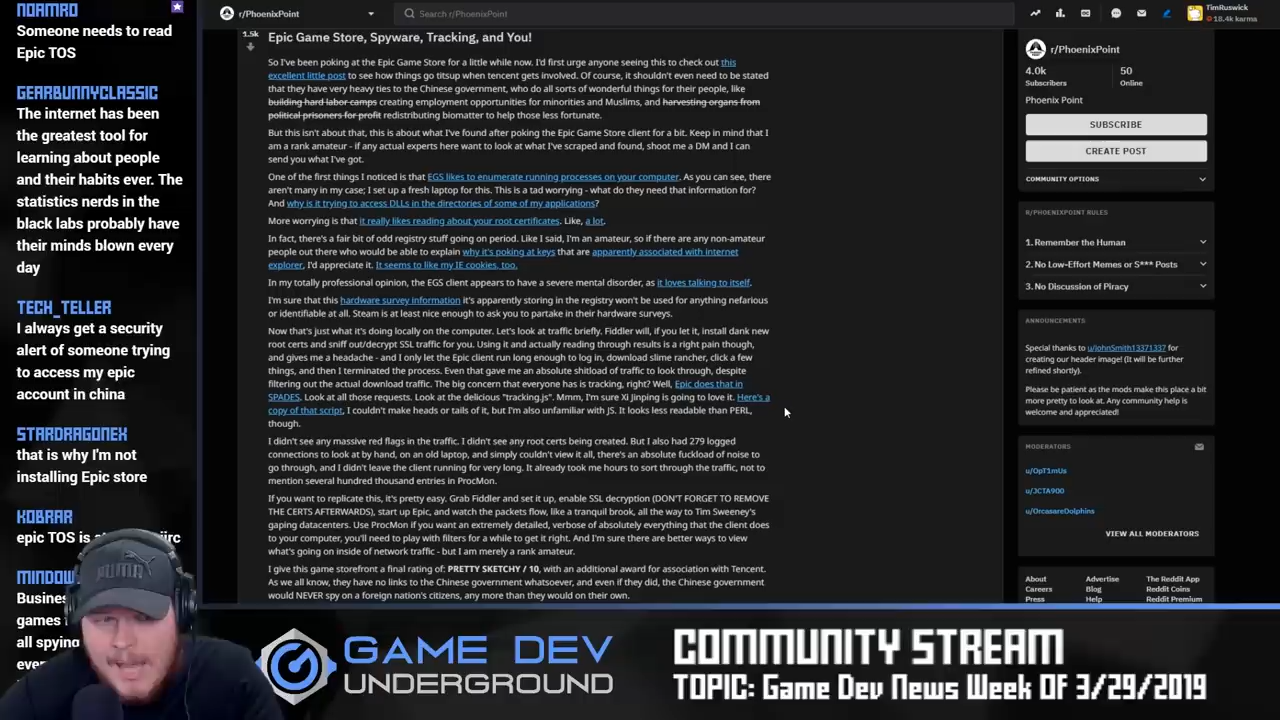 NOAMRO
Someone needs to read
Epic TOS
GEARBUNNYCLASSIC
The internet has been
the greatest tool for
learning about people
and their habits ever. The
statistics nerds in the
black labs probably have
their minds blown every
day
TECH_TELLER
I always get a security
alert of someone trying
to access my epic
account in china
STARDRAGONEX
that is why I'm not
installing Epic store
KOBRAR
epic TOS is
MINDOW
Business
games
all spying
PUMA
r/PhoenixPoint
Search r/PhoenixPoint
TimRuswick
18.4k karma
1.5k
Epic Game Store, Spyware, Tracking, and You!
So I've been poking at the Epic Game Store for a little while now. I'd first urge anyone seeing this to check out this
excellent little post to see how things go titsup when tencent gets involved. Of course, it shouldn't even need to be stated
that they have very heavy ties to the Chinese government, who do all sorts of wonderful things for their people, like
building hard labor camps creating employment opportunities for minorities and Muslims, and harvesting organs from
political prisoners for profit redistributing biomatter to help those less fortunate.
But this isn't about that, this is about what I've found after poking the Epic Game Store client for a bit. Keep in mind that I
am a rank amateur - if any actual experts here want to look at what I've scraped and found, shoot me a DM and I can
send you what I've got.
One of the first things I noticed is that EGS likes to enumerate running processes on your computer. As you can see, there
aren't many in my case; I set up a fresh laptop for this. This is a tad worrying - what do they need that information for?
And why is it trying to access DLLs in the directories of some of my applications?
More worrying is that it really likes reading about your root certificates. Like, a lot.
In fact, there's a fair bit of odd registry stuff going on period. Like I said, I'm an amateur, so if there are any non-amateur
people out there who would be able to explain why it's poking at keys that are apparently associated with internet
explorer, I'd appreciate it. It seems to like my IE cookies, too.
In my totally professional opinion, the EGS client appears to have a severe mental disorder, as it loves talking to itself.
I'm sure that this hardware survey information it's apparently storing in the registry won't be used for anything nefarious
or identifiable at all. Steam is at least nice enough to ask you to partake in their hardware surveys.
Now that's just what it's doing locally on the computer. Let's look at traffic briefly. Fiddler will, if you let it, install dank new
root certs and sniff out/decrypt SSL traffic for you. Using it and actually reading through results is a right pain though,
and gives me a headache - and I only let the Epic client run long enough to log in, download slime rancher, click a few
things, and then I terminated the process. Even that gave me an absolute shitload of traffic to look through, despite
filtering out the actual download traffic. The big concern that everyone has is tracking, right? Well, Epic does that in
SPADES. Look at all those requests. Look at the delicious "tracking.js". Mmm, I'm sure Xi Jinping is going to love it. Here's a
copy of that script, I couldn't make heads or tails of it, but I'm also unfamiliar with JS. It looks less readable than PERL,
though.
I didn't see any massive red flags in the traffic. I didn't see any root certs being created. But I also had 279 logged
connections to look at by hand, on an old laptop, and simply couldn't view it all, there's an absolute fuckload of noise to
go through, and I didn't leave the client running for very long. It already took me hours to sort through the traffic, not to
mention several hundred thousand entries in ProcMon.
If you want to replicate this, it's pretty easy. Grab Fiddler and set it up, enable SSL decryption (DON'T FORGET TO REMOVE
THE CERTS AFTERWARDS), start up Epic, and watch the packets flow, like a tranquil brook, all the way to Tim Sweeney's
gaping datacenters. Use ProcMon if you want an extremely detailed, verbose of absolutely everything that the client does
to your computer, you'll need to play with filters for a while to get it right. And I'm sure there are better ways to view
what's going on inside of network traffic - but I am merely a rank amateur.
I give this game storefront a final rating of: PRETTY SKETCHY / 10, with an additional award for association with Tencent.
As we all know, they have no links to the Chinese government whatsoever, and even if they did, the Chinese government
would NEVER spy on a foreign nation's citizens, any more than they would on their own.
r/PhoenixPoint
4.0k
50
Subscribers
Online
Phoenix Point
SUBSCRIBE
CREATE POST
COMMUNITY OPTIONS
R/PHOENIXPOINT RULES
1. Remember the Human
2. No Low-Effort Memes or S*** Posts
3. No Discussion of Piracy
ANNOUNCEMENTS
Special thanks to u/JohnSmith13371337 for
creating our header image! (It will be further
refined shortly).
Please be patient as the mods make this place a bit
more pretty to look at. Any community help is
welcome and appreciated!
MODERATORS
u/OpT1mUs
u/JCTA900
u/OrcasareDolphins
VIEW ALL MODERATORS
About
Advertise
The Reddit App
Careers
Blog
Reddit Coins
Press
Help
Reddit Premium
GAME DEV
UNDERGROUND
COMMUNITY STREAM
TOPIC: Game Dev News Week OF 3/29/2019